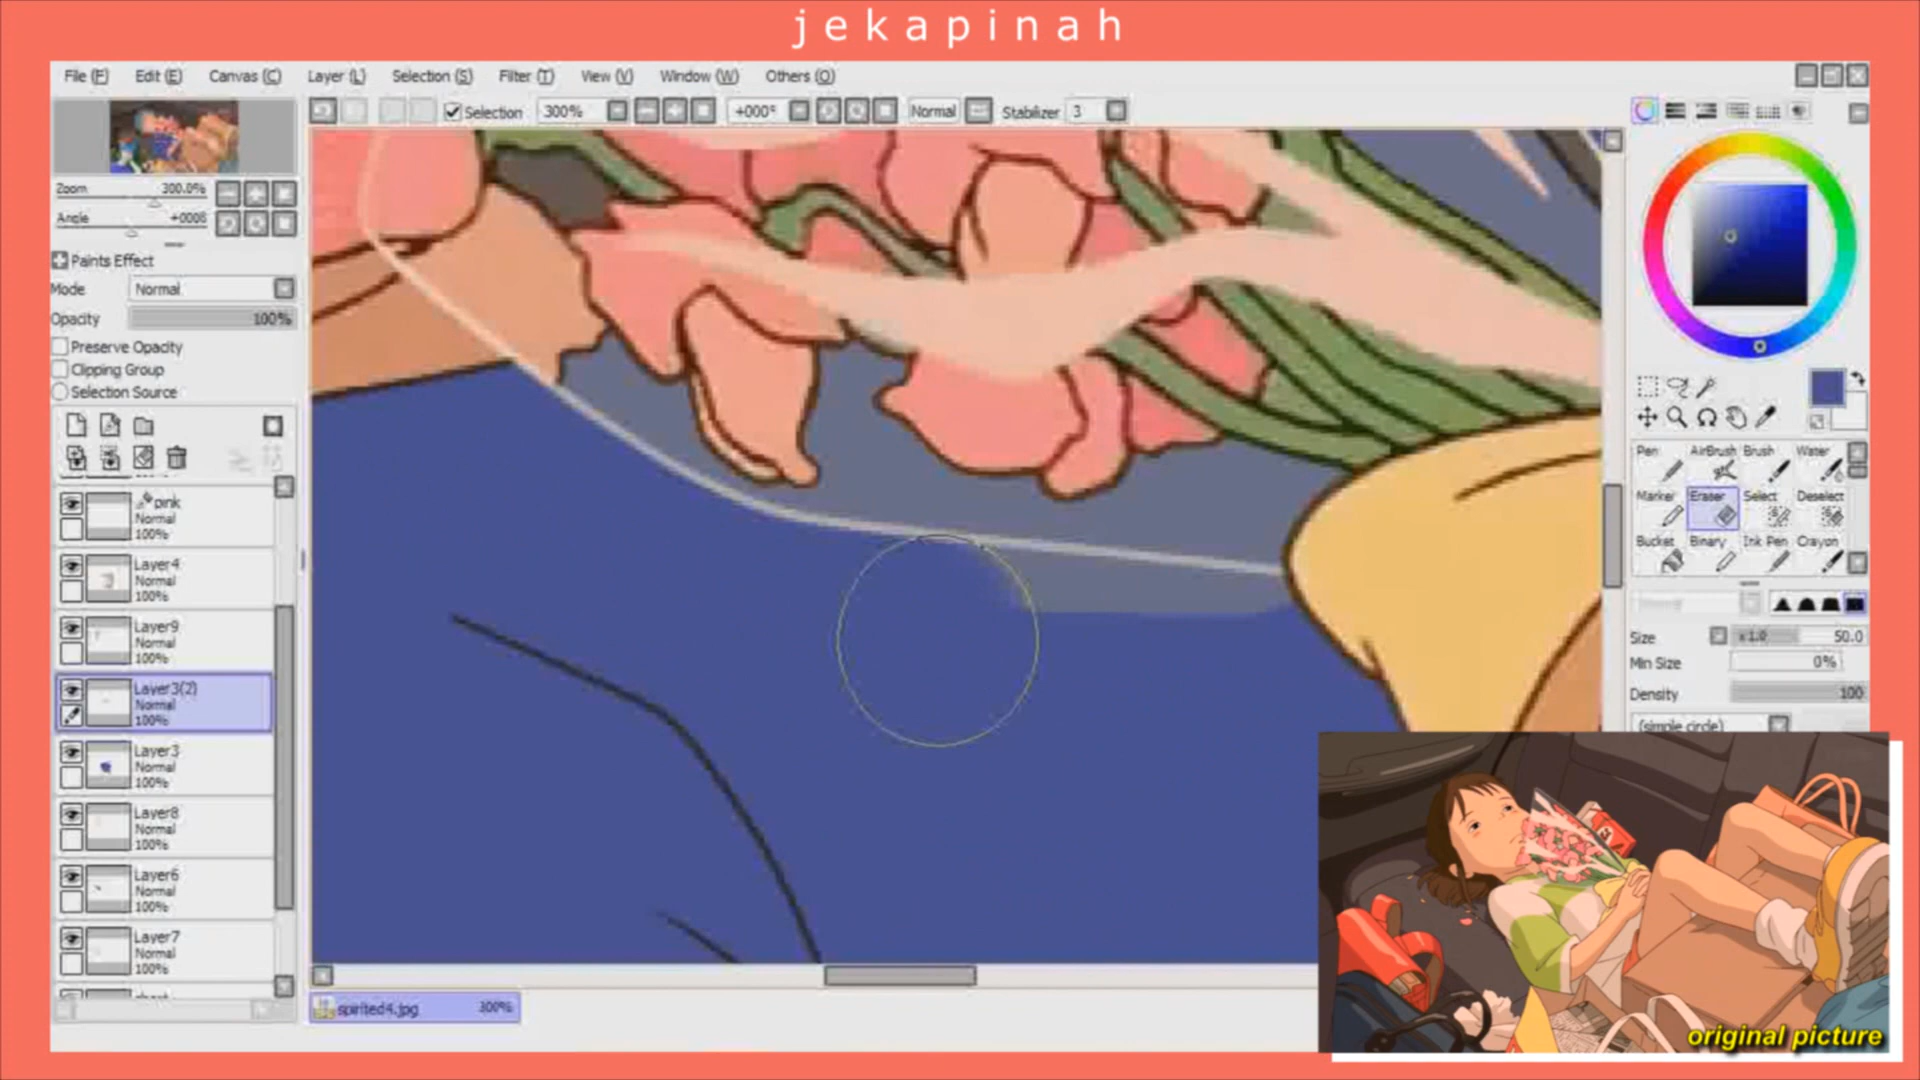 jekapinah
File (F) Edit (E) Canvas (C) Layer (L) Selection (S) Filter (T) View (V) Window (W) Others (O)
Selection 300% +000° Normal Stabilizer 3
Zoom 300.0%
Angle +000°
Paints Effect
Mode Normal
Opacity 100%
Preserve Opacity
Clipping Group
Selection Source
pink
Normal
100%
Layer4
Normal
100%
Layer9
Normal
100%
Layer3(2)
Normal
100%
Layer3
Normal
100%
Layer8
Normal
100%
Layer6
Normal
100%
Layer7
Normal
100%
spirited4.jpg 300%
Pen AirBrush Brush Water
Marker Eraser Select Deselect
Bucket Binary Ink Pen Crayon
Size x1.0 50.0
Min Size 0%
Density 100
(simple circle)
original picture